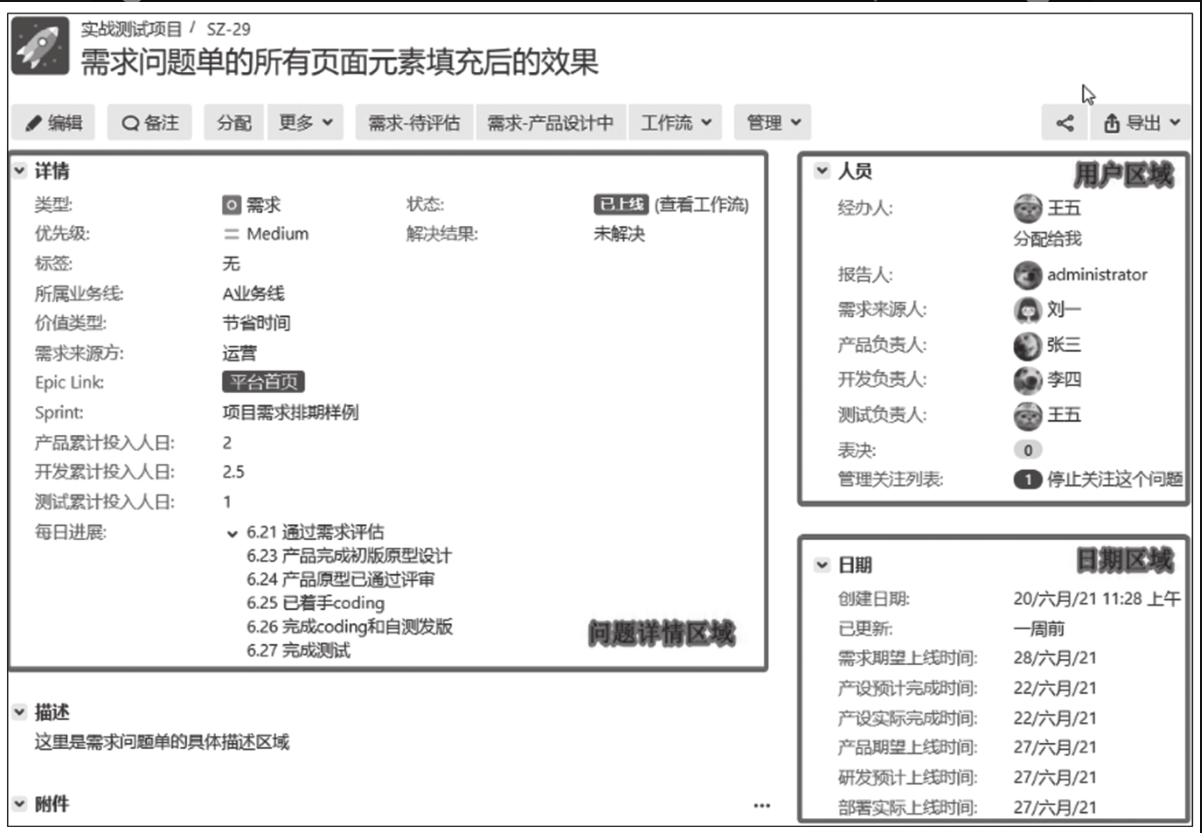 实战测试项目 / SZ-29
需求问题单的所有页面元素填充后的效果
编辑 备注 分配 更多 需求-待评估 需求-产品设计中 工作流 管理 导出
详情
类型: 需求 状态: 已上线 (查看工作流)
优先级: Medium 解决结果: 未解决
标签: 无
所属业务线: A业务线
价值类型: 节省时间
需求来源方: 运营
Epic Link: 平台首页
Sprint: 项目需求排期样例
产品累计投入人日: 2
开发累计投入人日: 2.5
测试累计投入人日: 1
每日进展: 6.21 通过需求评估
6.23 产品完成初版原型设计
6.24 产品原型已通过评审
6.25 已着手coding
6.26 完成coding和自测发版
6.27 完成测试
问题详情区域
描述
这里是需求问题单的具体描述区域
附件 ...
人员 用户区域
经办人: 王五
分配给我
报告人: administrator
需求来源人: 刘一
产品负责人: 张三
开发负责人: 李四
测试负责人: 王五
表决: 0
管理关注列表: 1 停止关注这个问题
日期 日期区域
创建日期: 20/六月/21 11:28 上午
已更新: 一周前
需求期望上线时间: 28/六月/21
产设预计完成时间: 22/六月/21
产设实际完成时间: 22/六月/21
产品期望上线时间: 27/六月/21
研发预计上线时间: 27/六月/21
部署实际上线时间: 27/六月/21